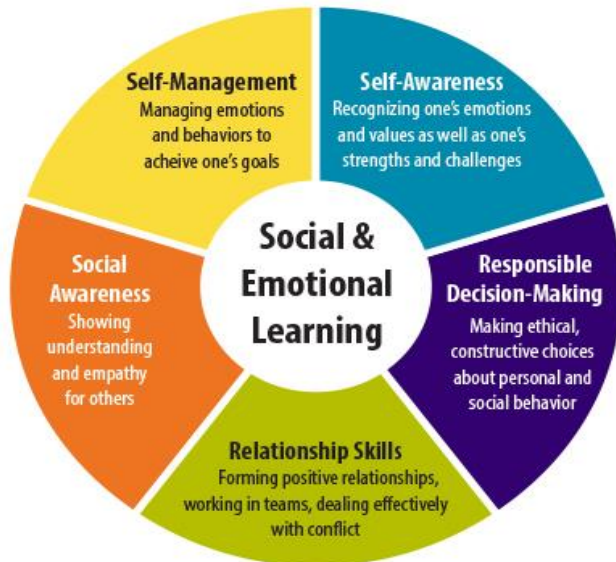 Self-Management
Managing emotions
and behaviors to
acheive one's goals
Self-Awareness
Recognizing one's emotions
and values as well as one's
strengths and challenges
Social &
Emotional
Learning
Social
Awareness
Showing
understanding
and empathy
for others
Responsible
Decision-Making
Making ethical,
constructive choices
about personal and
social behavior
Relationship Skills
Forming positive relationships,
working in teams, dealing effectively
with conflict